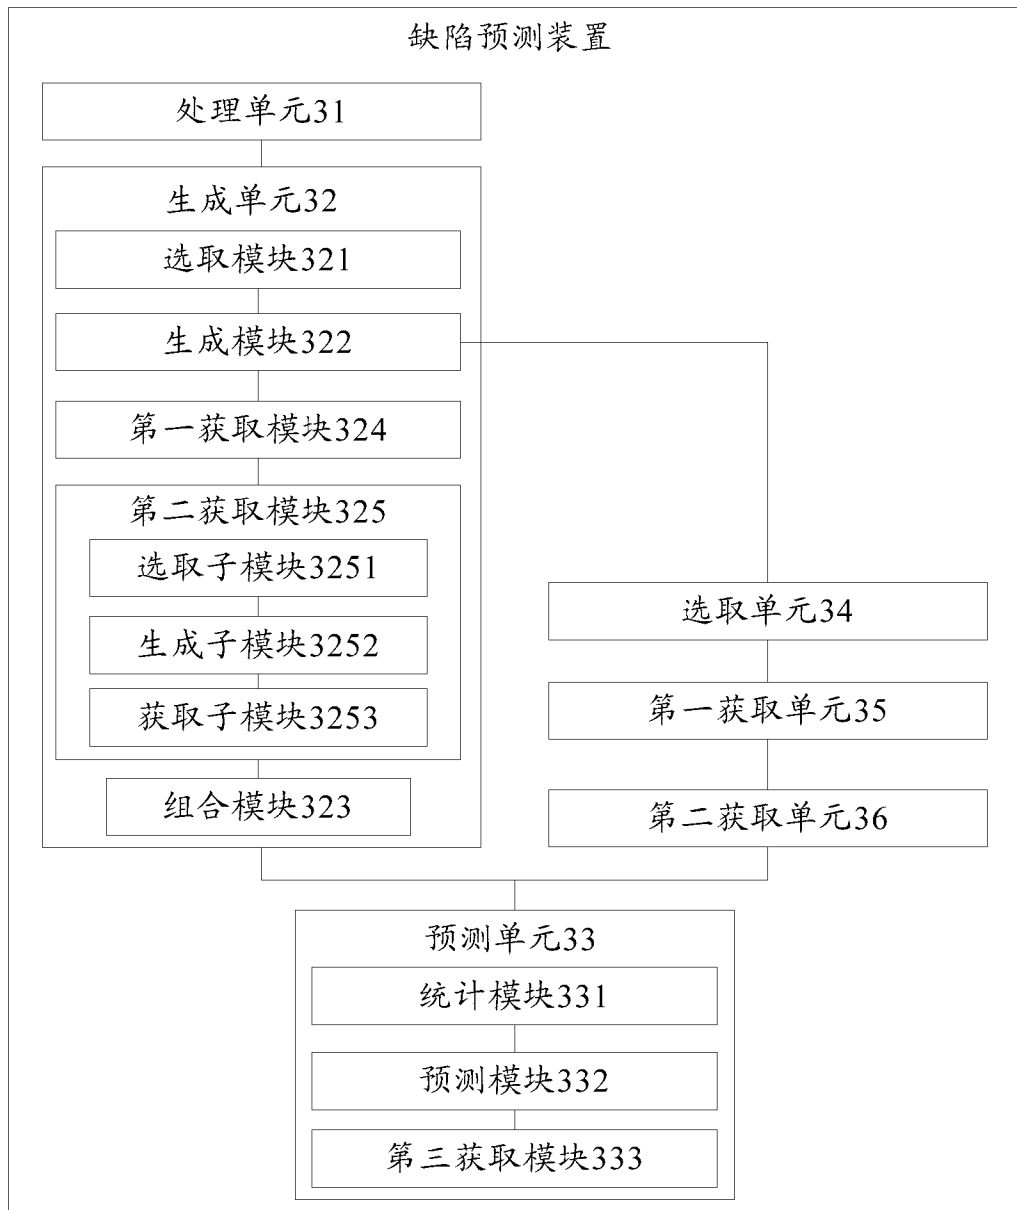 缺陷预测装置
处理单元31
生成单元32
选取模块321
生成模块322
第一获取模块324
第二获取模块325
选取子模块3251
生成子模块3252
获取子模块3253
组合模块323
选取单元34
第一获取单元35
第二获取单元36
预测单元33
统计模块331
预测模块332
第三获取模块333